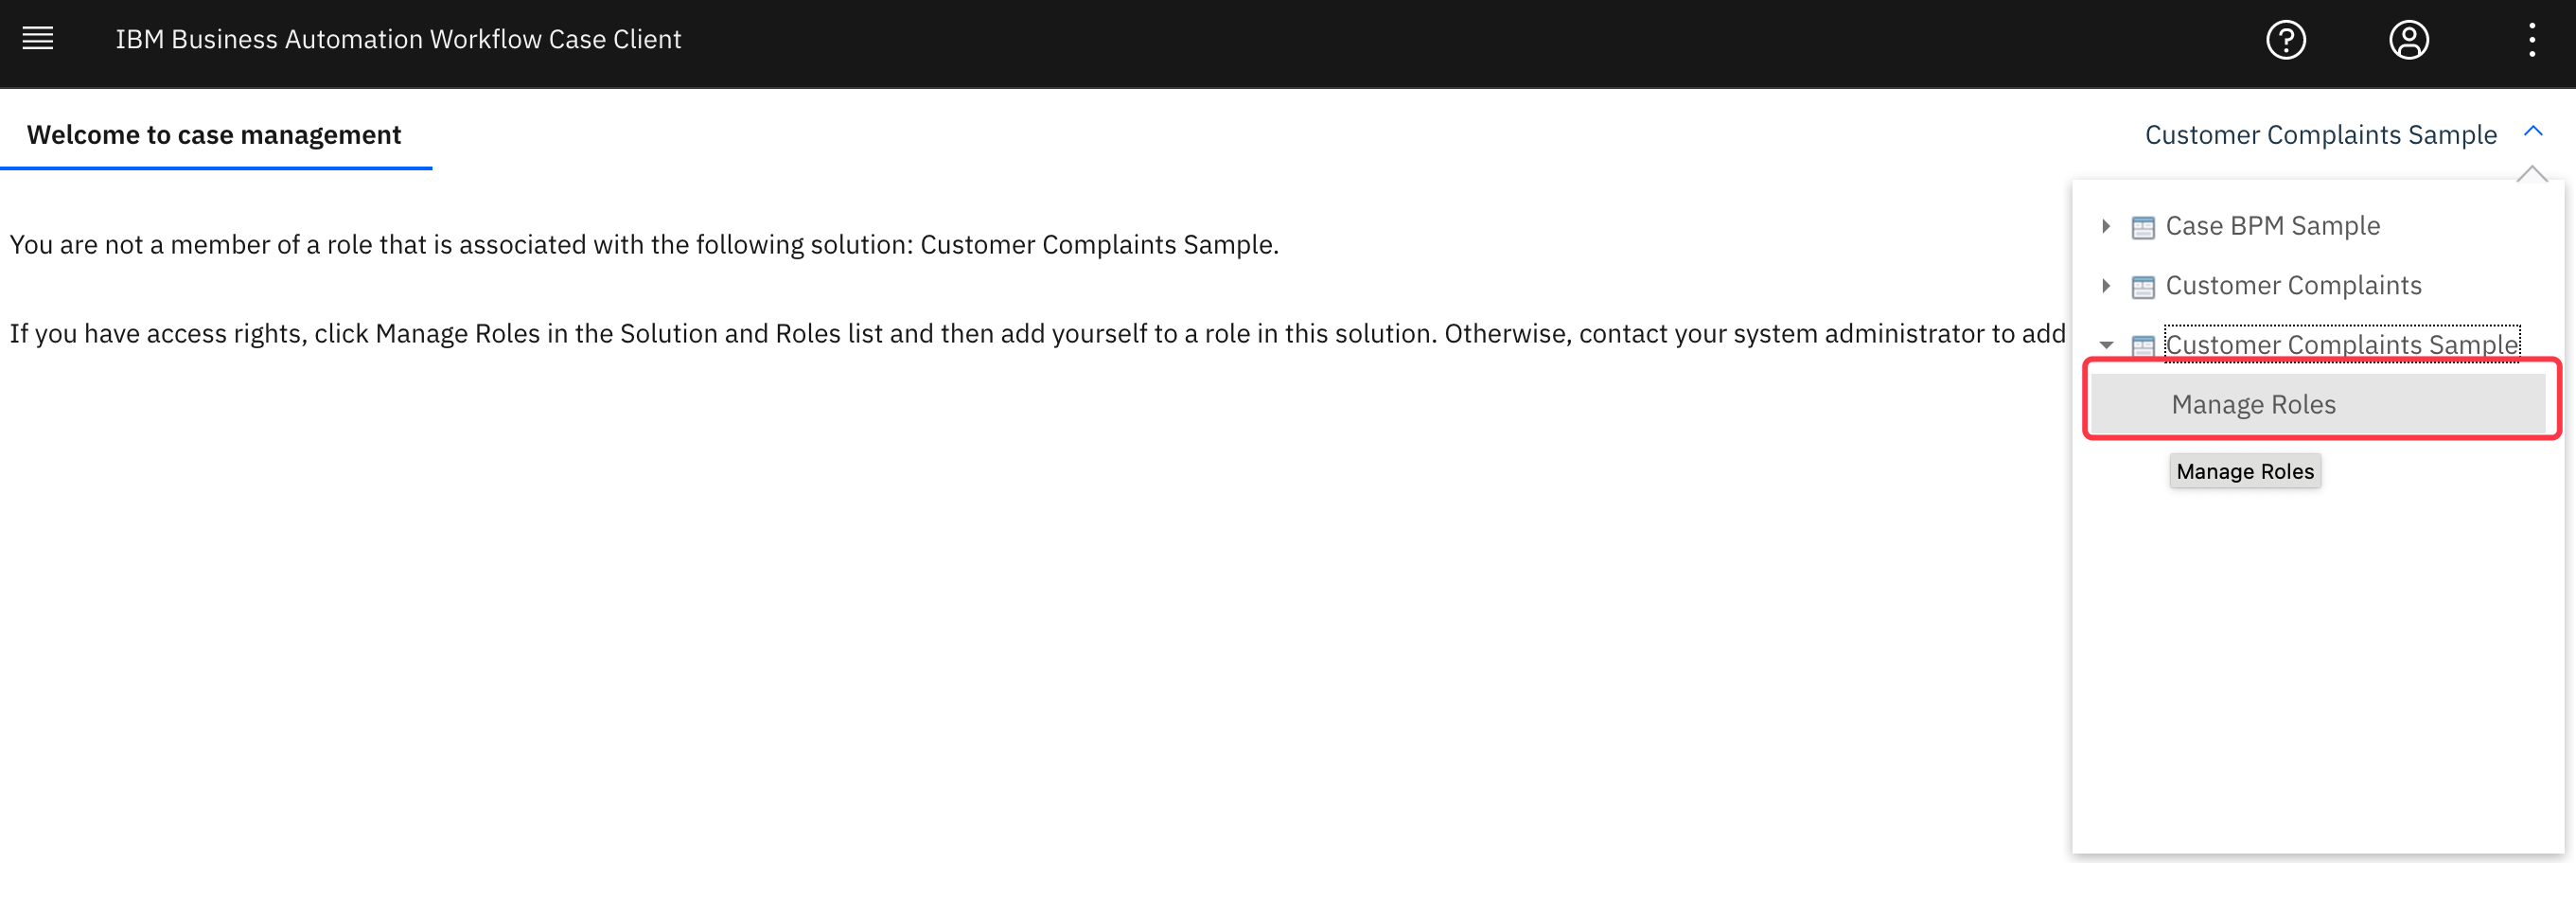 IBM Business Automation Workflow Case Client
Welcome to case management
Customer Complaints Sample
You are not a member of a role that is associated with the following solution: Customer Complaints Sample.
If you have access rights, click Manage Roles in the Solution and Roles list and then add yourself to a role in this solution. Otherwise, contact your system administrator to add
Case BPM Sample
Customer Complaints
Customer Complaints Sample
Manage Roles
Manage Roles